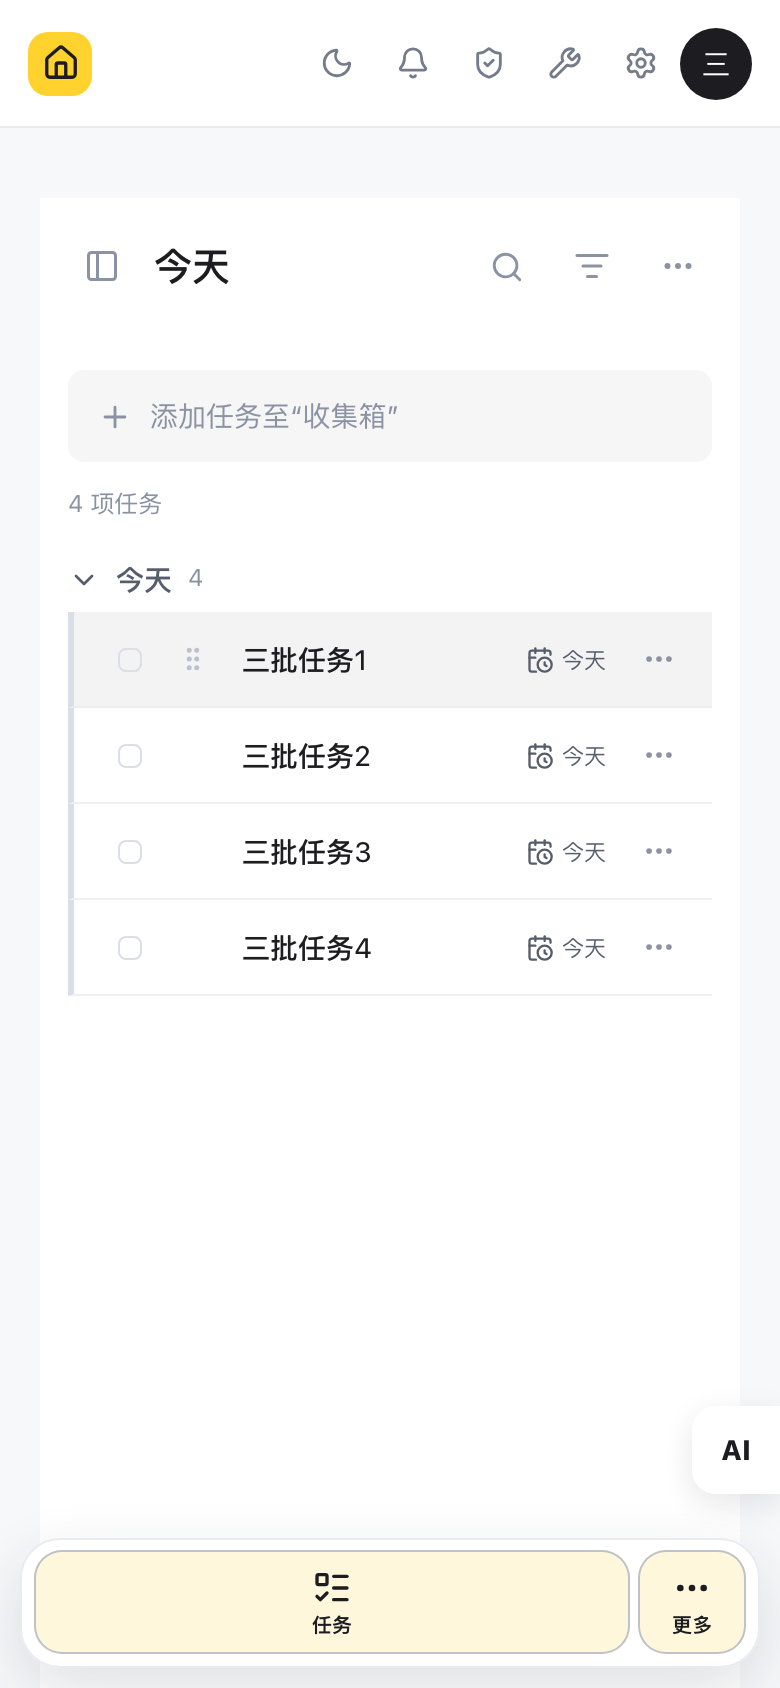 三
今天
添加任务至“收集箱”
4 项任务
今天 4
三批任务1 今天
三批任务2 今天
三批任务3 今天
三批任务4 今天
AI
任务
更多